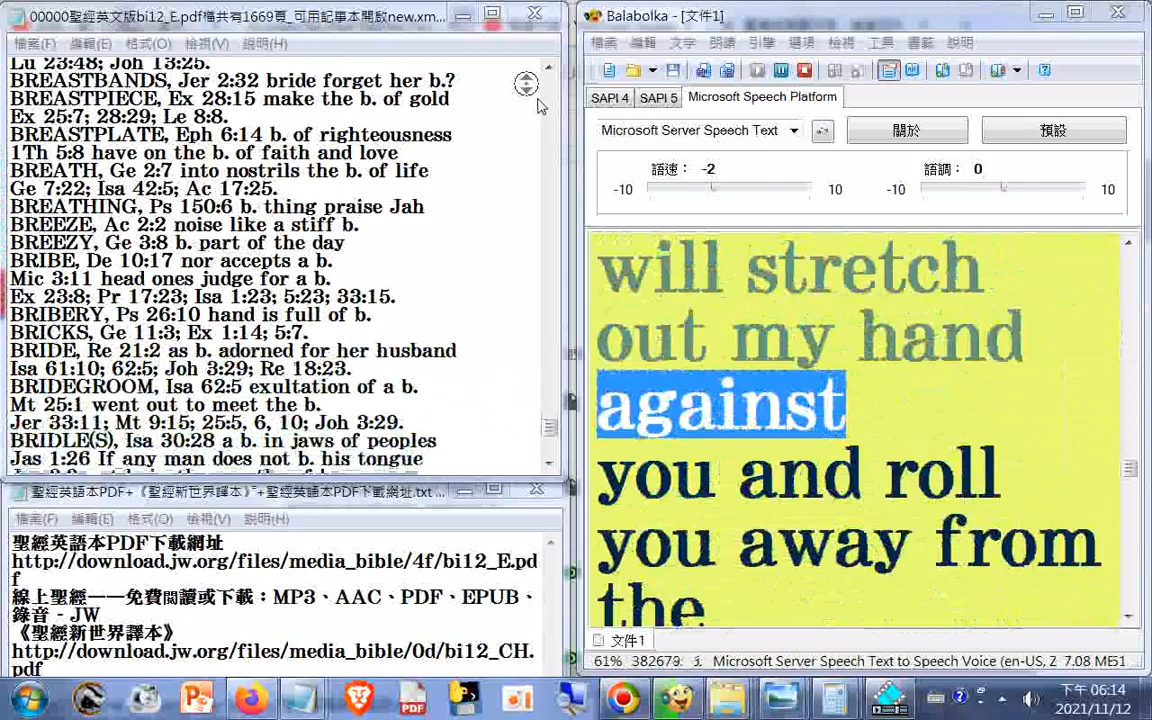 00000聖經英文版bi12_E.pdf檔共有1669頁_可用記事本開啟new.xm...
檔案(F) 編輯(E) 格式(O) 檢視(V) 說明(H)
Lu 23:48; Joh 13:25.
BREASTBANDS, Jer 2:32 bride forget her b.?
BREASTPIECE, Ex 28:15 make the b. of gold
Ex 25:7; 28:29; Le 8:8.
BREASTPLATE, Eph 6:14 b. of righteousness
1Th 5:8 have on the b. of faith and love
BREATH, Ge 2:7 into nostrils the b. of life
Ge 7:22; Isa 42:5; Ac 17:25.
BREATHING, Ps 150:6 b. thing praise Jah
BREEZE, Ac 2:2 noise like a stiff b.
BREEZY, Ge 3:8 b. part of the day
BRIBE, De 10:17 nor accepts a b.
Mic 3:11 head ones judge for a b.
Ex 23:8; Pr 17:23; Isa 1:23; 5:23; 33:15.
BRIBERY, Ps 26:10 hand is full of b.
BRICKS, Ge 11:3; Ex 1:14; 5:7.
BRIDE, Re 21:2 as b. adorned for her husband
Isa 61:10; 62:5; Joh 3:29; Re 18:23.
BRIDEGROOM, Isa 62:5 exultation of a b.
Mt 25:1 went out to meet the b.
Jer 33:11; Mt 9:15; 25:5, 6, 10; Joh 3:29.
BRIDLE(S), Isa 30:28 a b. in jaws of peoples
Jas 1:26 If any man does not b. his tongue
聖經英語本PDF+《聖經新世界譯本》"+聖經英語本PDF下載網址.txt ...
檔案(F) 編輯(E) 格式(O) 檢視(V) 說明(H)
聖經英語本PDF下載網址
http://download.jw.org/files/media_bible/4f/bi12_E.pd
f
線上聖經——免費閱讀或下載：MP3、AAC、PDF、EPUB、
錄音 - JW
《聖經新世界譯本》
http://download.jw.org/files/media_bible/0d/bi12_CH.
pdf
Balabolka - [文件1]
檔案 編輯 文字 朗讀 引擎 選項 檢視 工具 書籤 說明
SAPI 4 SAPI 5 Microsoft Speech Platform
Microsoft Server Speech Text 關於 預設
語速： -2 語調： 0
-10 10 -10 10
will stretch
out my hand
against
you and roll
you away from
the
文件1
61% 382679: Microsoft Server Speech Text to Speech Voice (en-US, Z 7.08 ME51
下午 06:14
2021/11/12